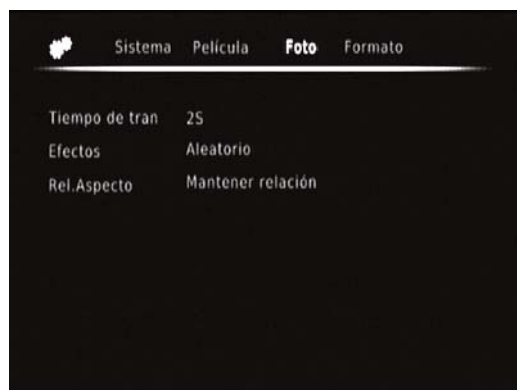 Sistema Película Foto Formato
Tiempo de tran 2S
Efectos Aleatorio
Rel.Aspecto Mantener relación